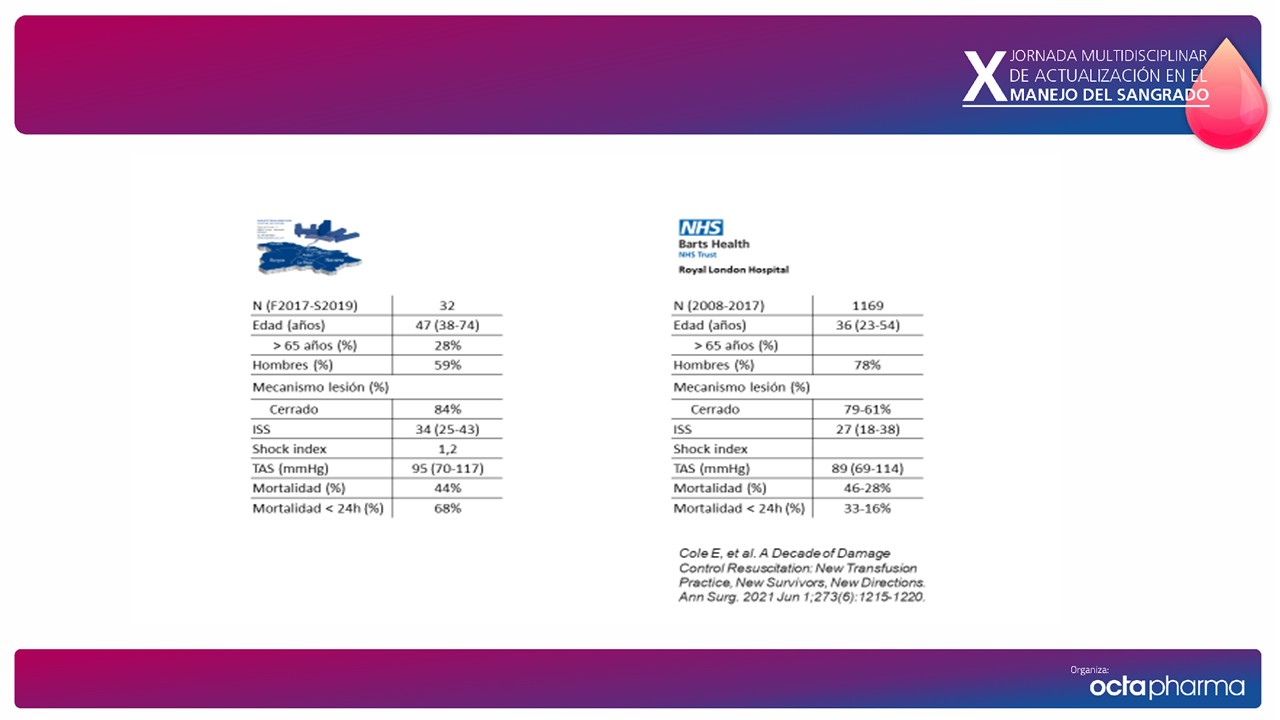 X JORNADA MULTIDISCIPLINAR
DE ACTUALIZACIÓN EN EL
MANEJO DEL SANGRADO
N (F2017-S2019) 32
Edad (años) 47 (38-74)
> 65 años (%) 28%
Hombres (%) 59%
Mecanismo lesión (%)
Cerrado 84%
ISS 34 (25-43)
Shock index 1,2
TAS (mmHg) 95 (70-117)
Mortalidad (%) 44%
Mortalidad < 24h (%) 68%
NHS
Barts Health
NHS Trust
Royal London Hospital
N (2008-2017) 1169
Edad (años) 36 (23-54)
> 65 años (%)
Hombres (%) 78%
Mecanismo lesión (%)
Cerrado 79-61%
ISS 27 (18-38)
Shock index
TAS (mmHg) 89 (69-114)
Mortalidad (%) 46-28%
Mortalidad < 24h (%) 33-16%
Cole E, et al. A Decade of Damage
Control Resuscitation: New Transfusion
Practice, New Survivors, New Directions.
Ann Surg. 2021 Jun 1;273(6):1215-1220.
Organiza:
octapharma